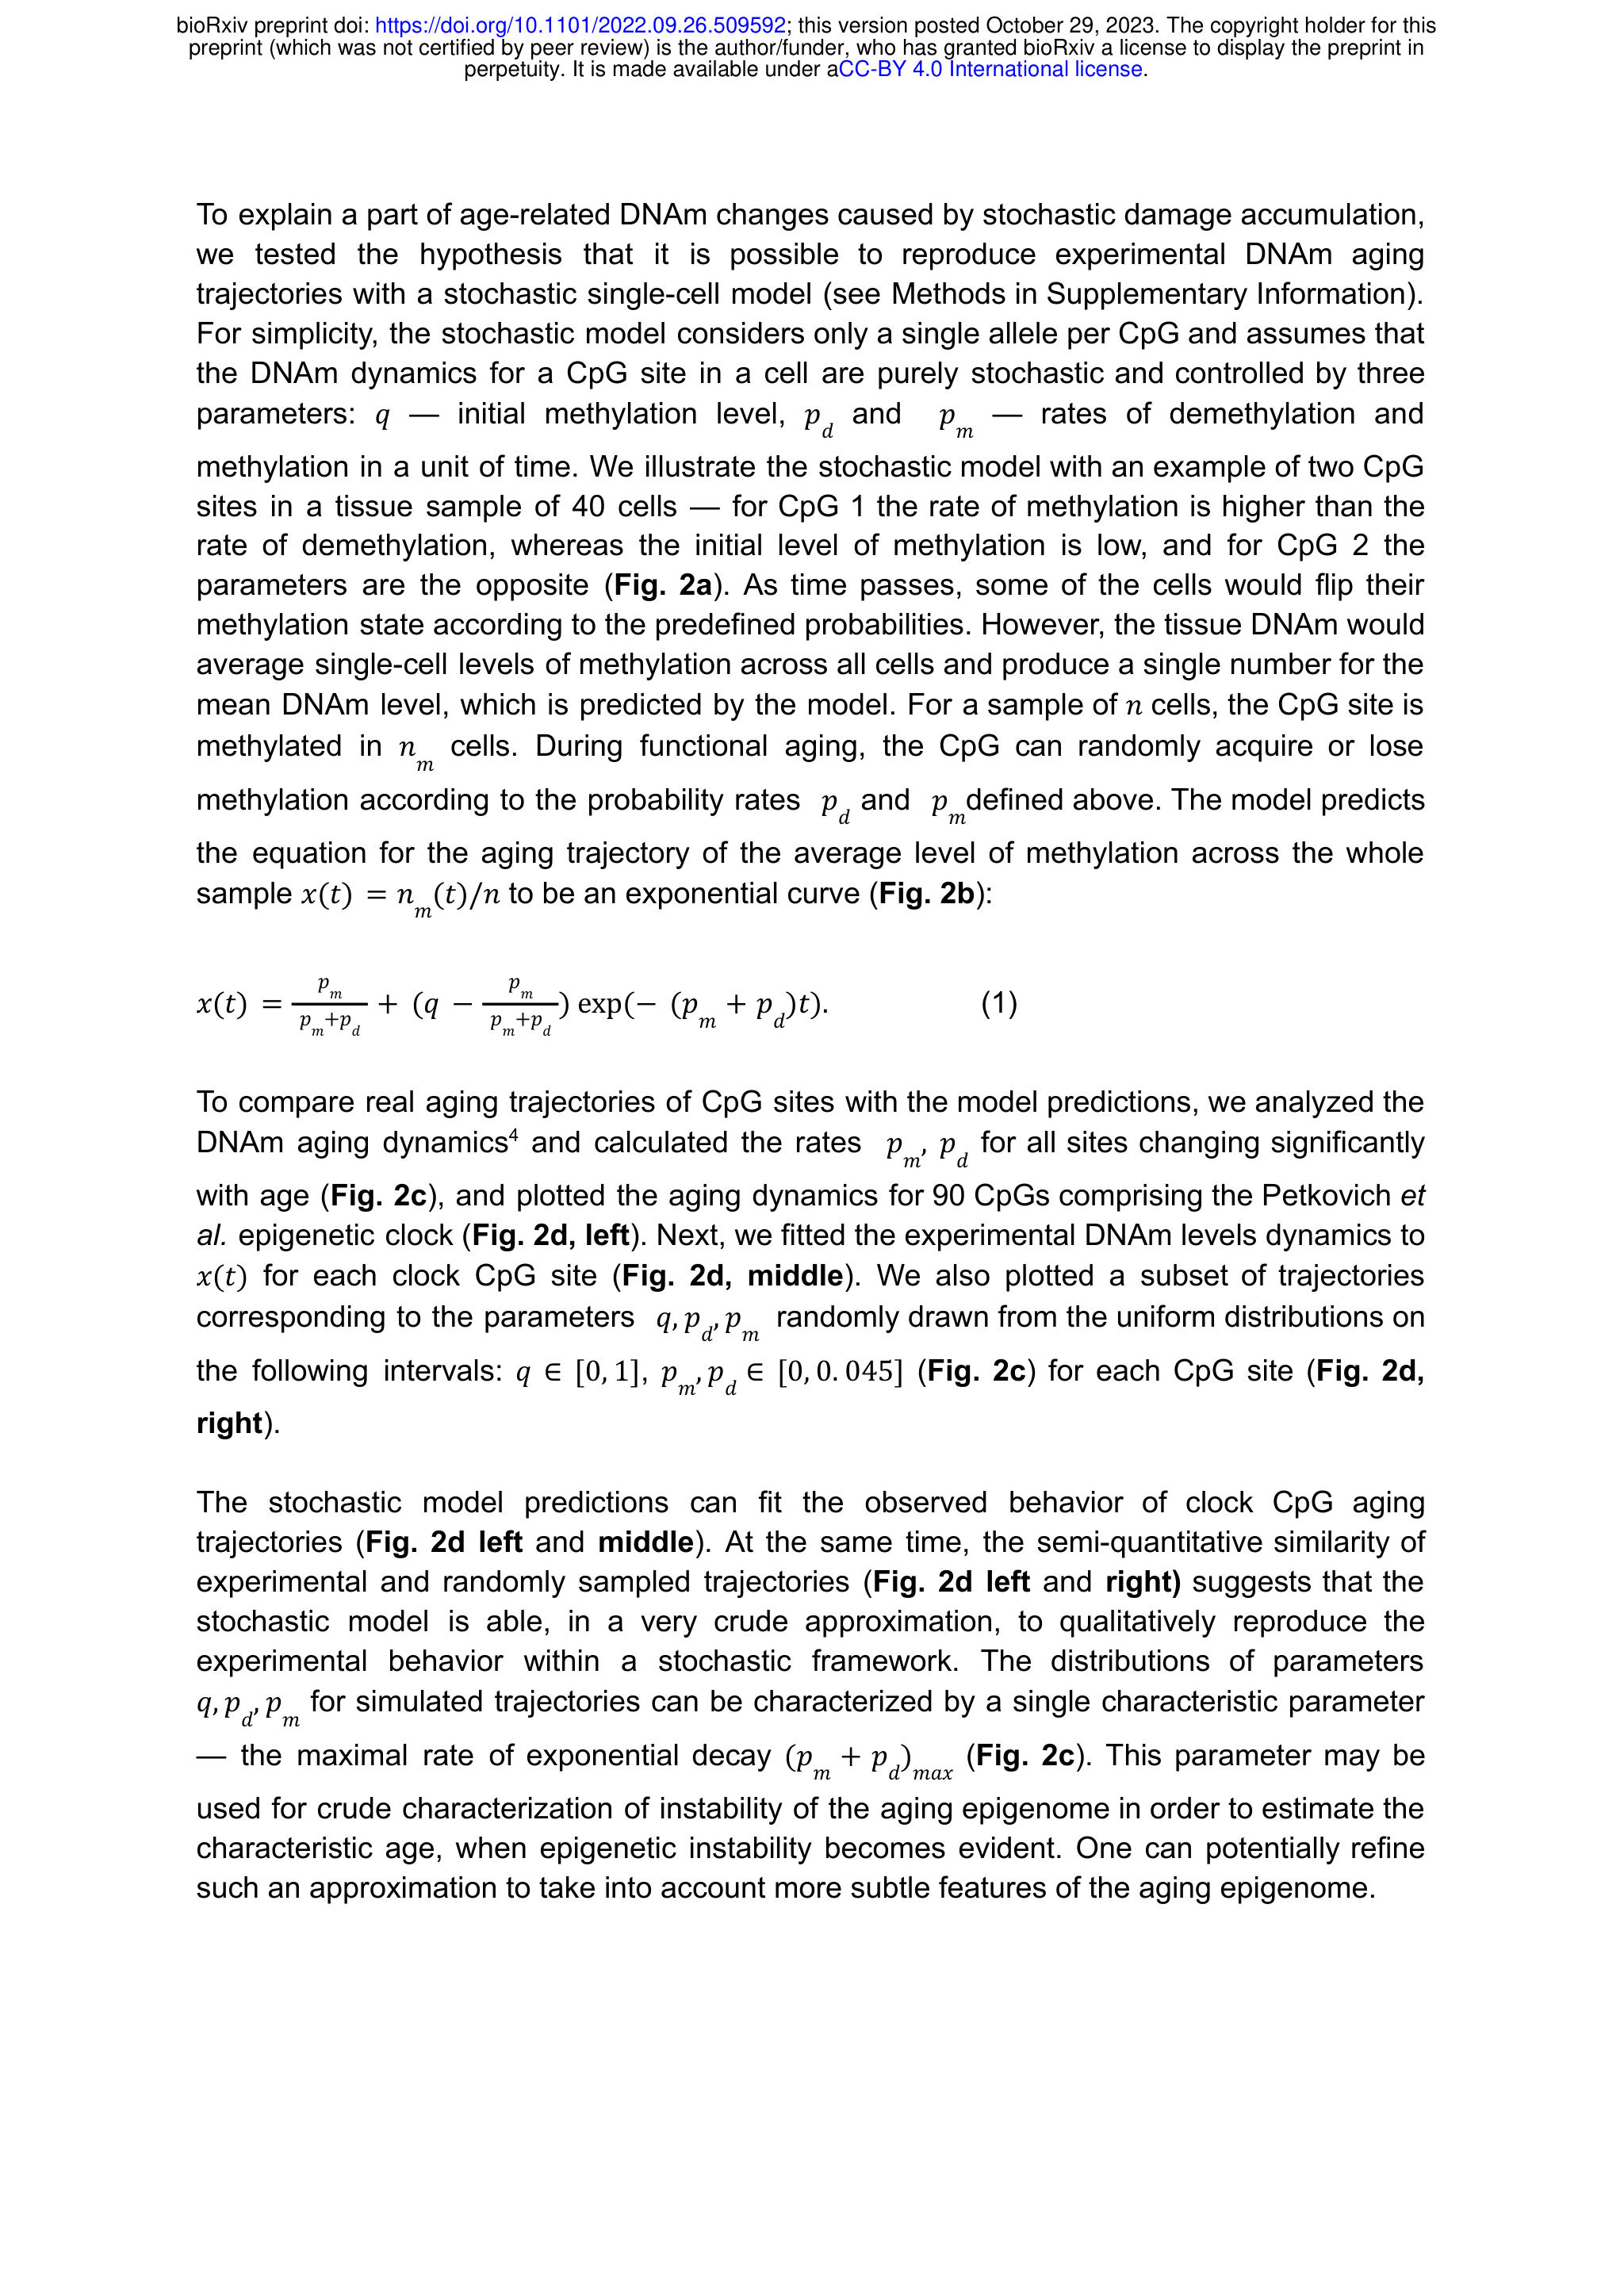 bioRxiv preprint doi: https://doi.org/10.1101/2022.09.26.509592; this version posted October 29, 2023. The copyright holder for this
preprint (which was not certified by peer review) is the author/funder, who has granted bioRxiv a license to display the preprint in
perpetuity. It is made available under aCC-BY 4.0 International license.
To explain a part of age-related DNAm changes caused by stochastic damage accumulation,
we tested the hypothesis that it is possible to reproduce experimental DNAm aging
trajectories with a stochastic single-cell model (see Methods in Supplementary Information).
For simplicity, the stochastic model considers only a single allele per CpG and assumes that
the DNAm dynamics for a CpG site in a cell are purely stochastic and controlled by three
parameters: q — initial methylation level, p_d and p_m — rates of demethylation and
methylation in a unit of time. We illustrate the stochastic model with an example of two CpG
sites in a tissue sample of 40 cells — for CpG 1 the rate of methylation is higher than the
rate of demethylation, whereas the initial level of methylation is low, and for CpG 2 the
parameters are the opposite (Fig. 2a). As time passes, some of the cells would flip their
methylation state according to the predefined probabilities. However, the tissue DNAm would
average single-cell levels of methylation across all cells and produce a single number for the
mean DNAm level, which is predicted by the model. For a sample of n cells, the CpG site is
methylated in n_m cells. During functional aging, the CpG can randomly acquire or lose
methylation according to the probability rates p_d and p_m defined above. The model predicts
the equation for the aging trajectory of the average level of methylation across the whole
sample x(t) = n_m(t)/n to be an exponential curve (Fig. 2b):
x(t) = p_m/(p_m+p_d) + (q − p_m/(p_m+p_d)) exp(− (p_m + p_d)t). (1)
To compare real aging trajectories of CpG sites with the model predictions, we analyzed the
DNAm aging dynamics⁴ and calculated the rates p_m, p_d for all sites changing significantly
with age (Fig. 2c), and plotted the aging dynamics for 90 CpGs comprising the Petkovich et
al. epigenetic clock (Fig. 2d, left). Next, we fitted the experimental DNAm levels dynamics to
x(t) for each clock CpG site (Fig. 2d, middle). We also plotted a subset of trajectories
corresponding to the parameters q, p_d, p_m randomly drawn from the uniform distributions on
the following intervals: q ∈ [0, 1], p_m, p_d ∈ [0, 0. 045] (Fig. 2c) for each CpG site (Fig. 2d,
right).
The stochastic model predictions can fit the observed behavior of clock CpG aging
trajectories (Fig. 2d left and middle). At the same time, the semi-quantitative similarity of
experimental and randomly sampled trajectories (Fig. 2d left and right) suggests that the
stochastic model is able, in a very crude approximation, to qualitatively reproduce the
experimental behavior within a stochastic framework. The distributions of parameters
q, p_d, p_m for simulated trajectories can be characterized by a single characteristic parameter
— the maximal rate of exponential decay (p_m + p_d)_max (Fig. 2c). This parameter may be
used for crude characterization of instability of the aging epigenome in order to estimate the
characteristic age, when epigenetic instability becomes evident. One can potentially refine
such an approximation to take into account more subtle features of the aging epigenome.